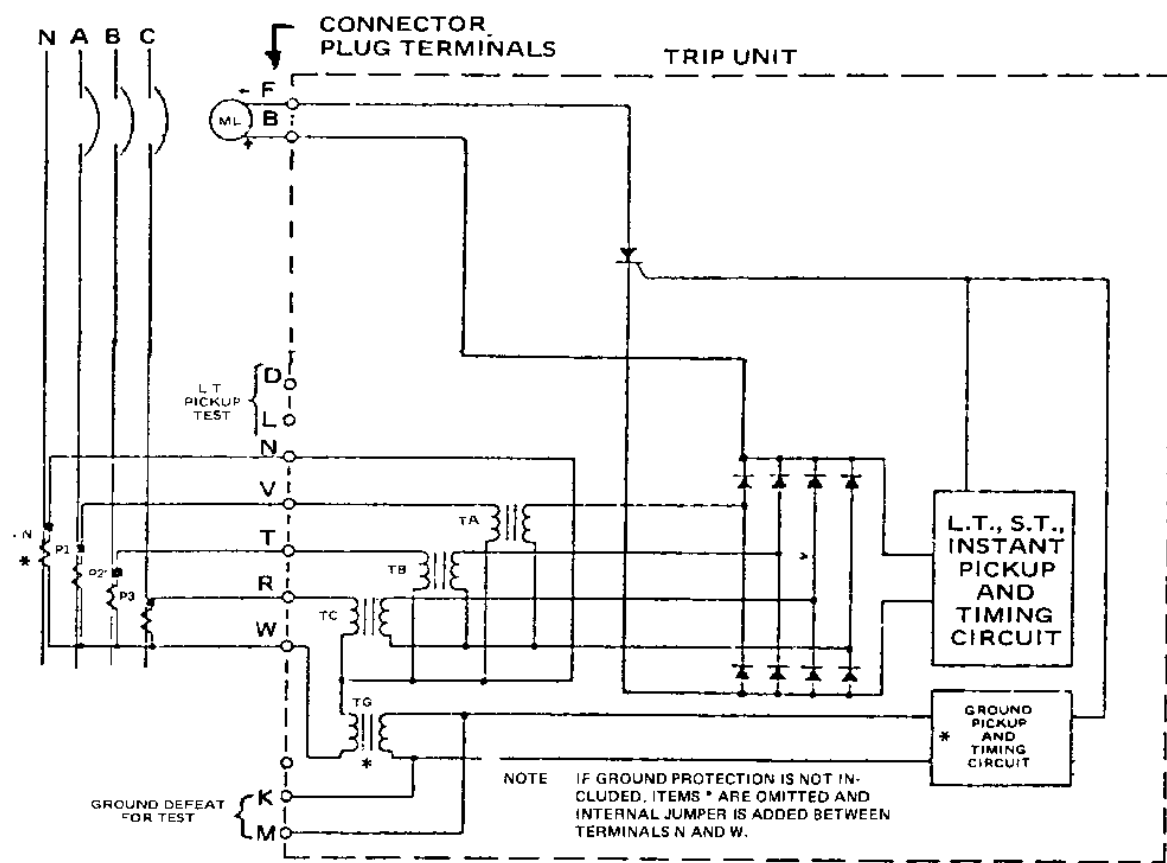 CONNECTOR
PLUG TERMINALS
N A B C
TRIP UNIT
- F
ML
B
+
D
L T
PICKUP
TEST
L
N
V
TA
T
TB
R
TC
W
N
*
P1
P2
P3
L.T., S.T.,
INSTANT
PICKUP
AND
TIMING
CIRCUIT
TG
*
GROUND
PICKUP
* AND
TIMING
CIRCUIT
NOTE IF GROUND PROTECTION IS NOT IN-
CLUDED, ITEMS * ARE OMITTED AND
INTERNAL JUMPER IS ADDED BETWEEN
TERMINALS N AND W.
GROUND DEFEAT
FOR TEST
K
M